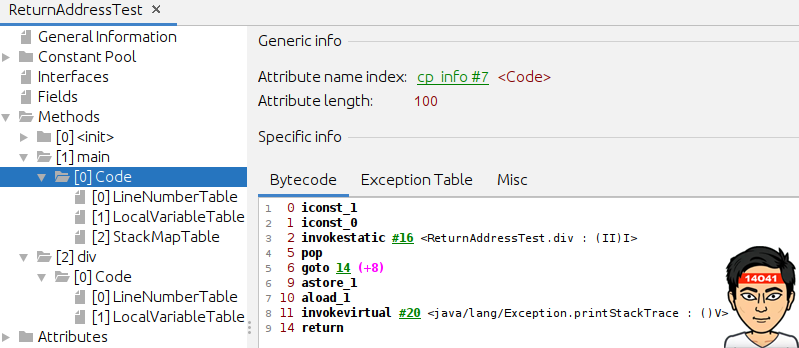 ReturnAddressTest ×
General Information
Constant Pool
Interfaces
Fields
Methods
[0] <init>
[1] main
[0] Code
[0] LineNumberTable
[1] LocalVariableTable
[2] StackMapTable
[2] div
[0] Code
[0] LineNumberTable
[1] LocalVariableTable
Attributes
Generic info
Attribute name index: cp_info #7 <Code>
Attribute length: 100
Specific info
Bytecode Exception Table Misc
1 0 iconst_1
2 1 iconst_0
3 2 invokestatic #16 <ReturnAddressTest.div : (II)I>
4 5 pop
5 6 goto 14 (+8)
6 9 astore_1
7 10 aload_1
8 11 invokevirtual #20 <java/lang/Exception.printStackTrace : ()V>
9 14 return
14041